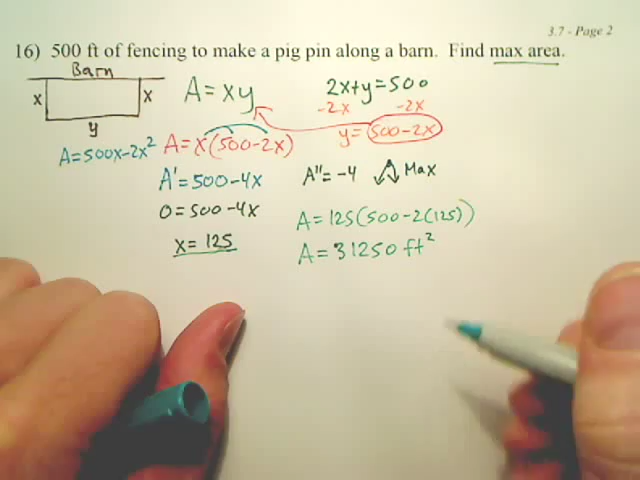 3.7 - Page 2
16) 500 ft of fencing to make a pig pin along a barn. Find max area.
Barn
x
x
y
A = xy
2x+y=500
-2x -2x
y = 500-2x
A=500x-2x²
A = x(500-2x)
A' = 500-4x
A" = -4
Max
0 = 500-4x
x = 125
A = 125(500-2(125))
A = 31250 ft²